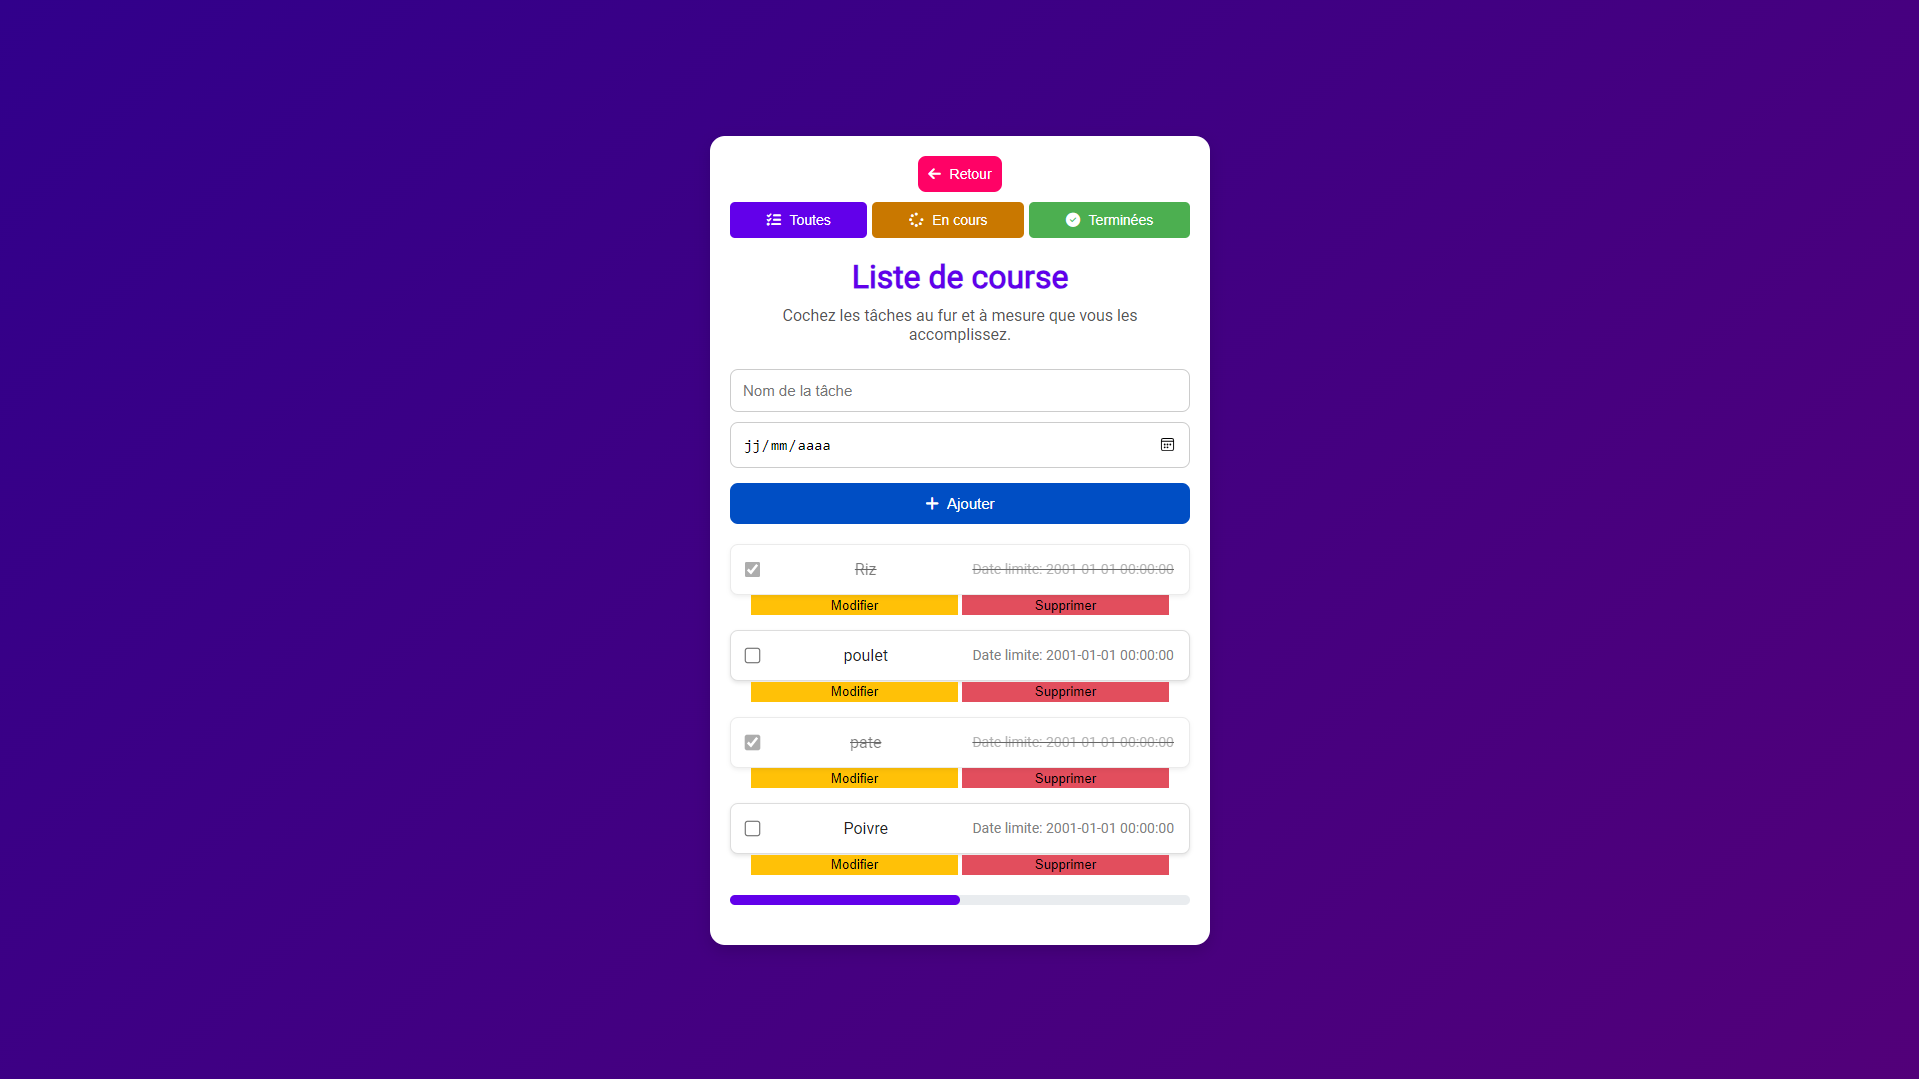 Retour
Toutes En cours Terminées
Liste de course
Cochez les tâches au fur et à mesure que vous les
accomplissez.
Nom de la tâche
jj/mm/aaaa
Ajouter
Riz Date limite: 2001-01-01 00:00:00
Modifier Supprimer
poulet Date limite: 2001-01-01 00:00:00
Modifier Supprimer
pate Date limite: 2001-01-01 00:00:00
Modifier Supprimer
Poivre Date limite: 2001-01-01 00:00:00
Modifier Supprimer